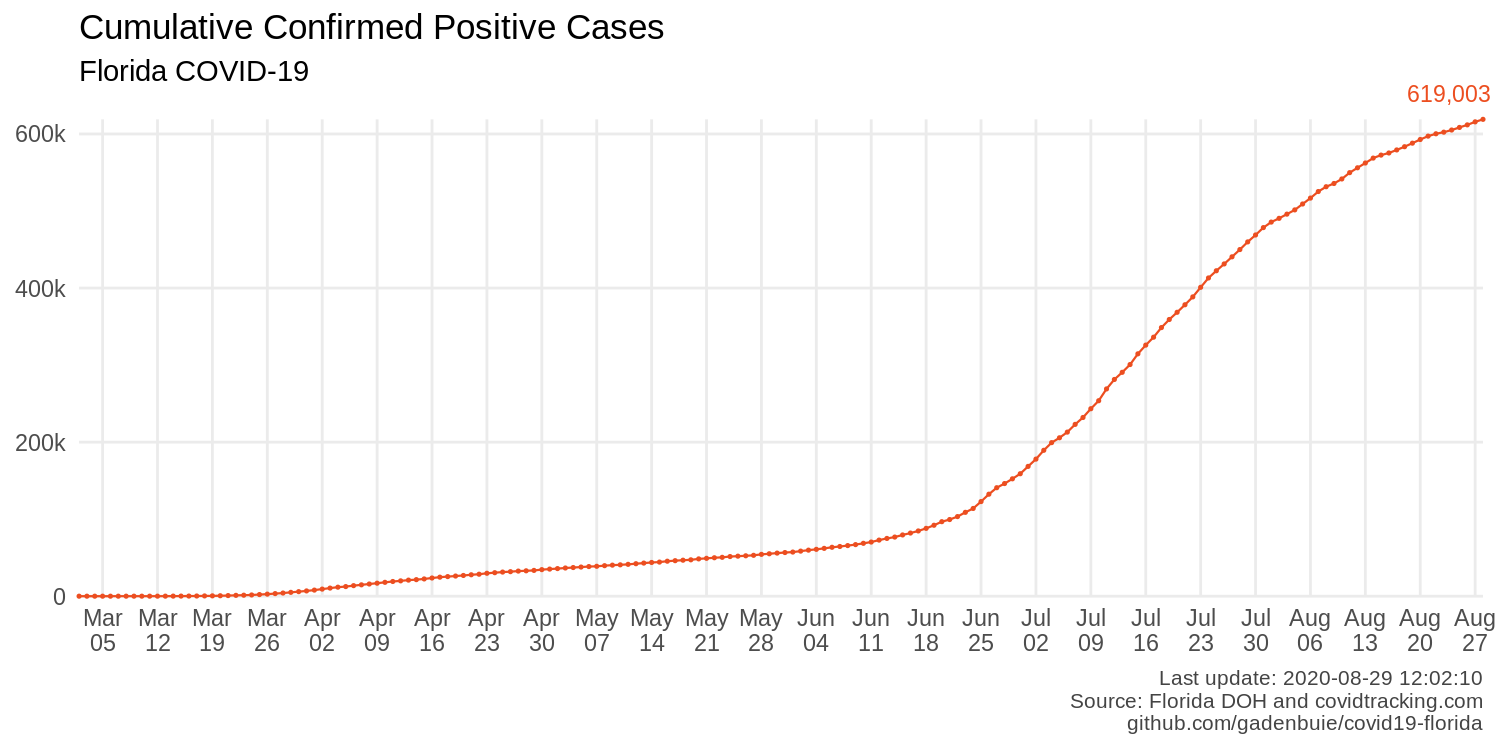 Cumulative Confirmed Positive Cases
Florida COVID-19
619,003
600k
400k
200k
0
Mar Mar Mar Mar Apr Apr Apr Apr Apr May May May May Jun Jun Jun Jun Jul Jul Jul Jul Jul Aug Aug Aug Aug
05 12 19 26 02 09 16 23 30 07 14 21 28 04 11 18 25 02 09 16 23 30 06 13 20 27
Last update: 2020-08-29 12:02:10
Source: Florida DOH and covidtracking.com
github.com/gadenbuie/covid19-florida